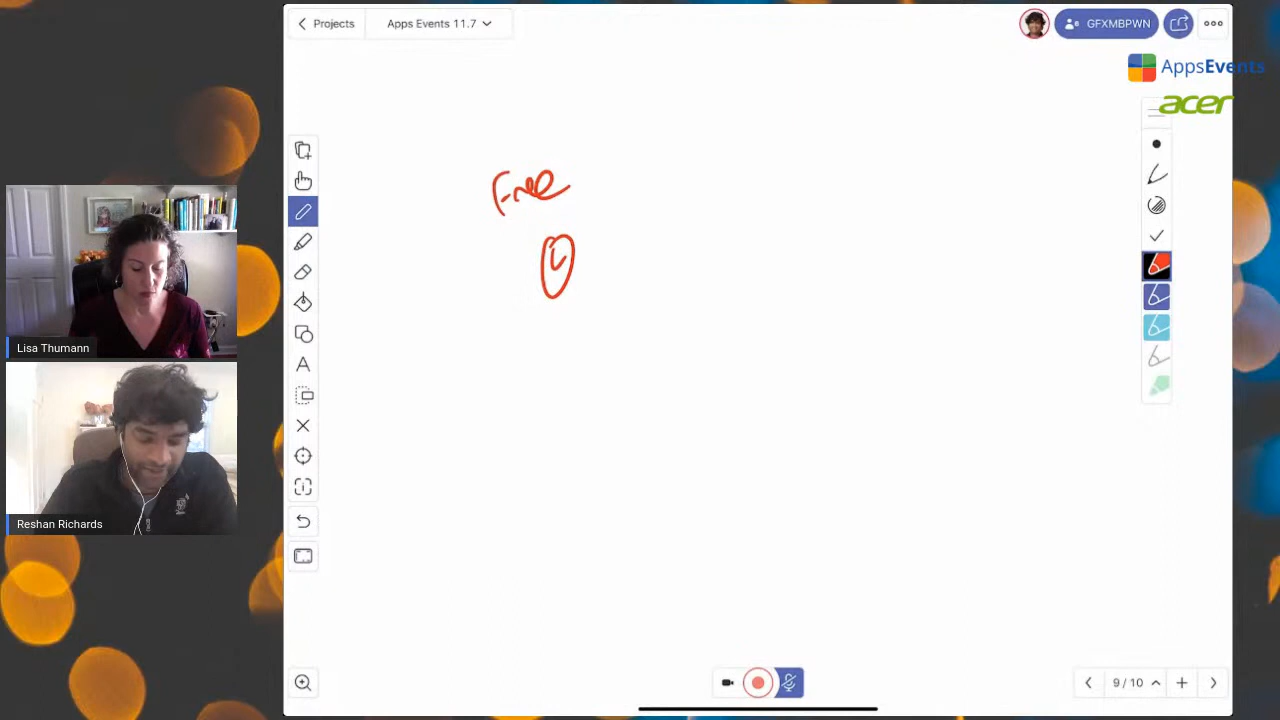 Projects
Apps Events 11.7
GFXMBPWN
AppsEvents
acer
Free
Lisa Thumann
Reshan Richards
9 / 10